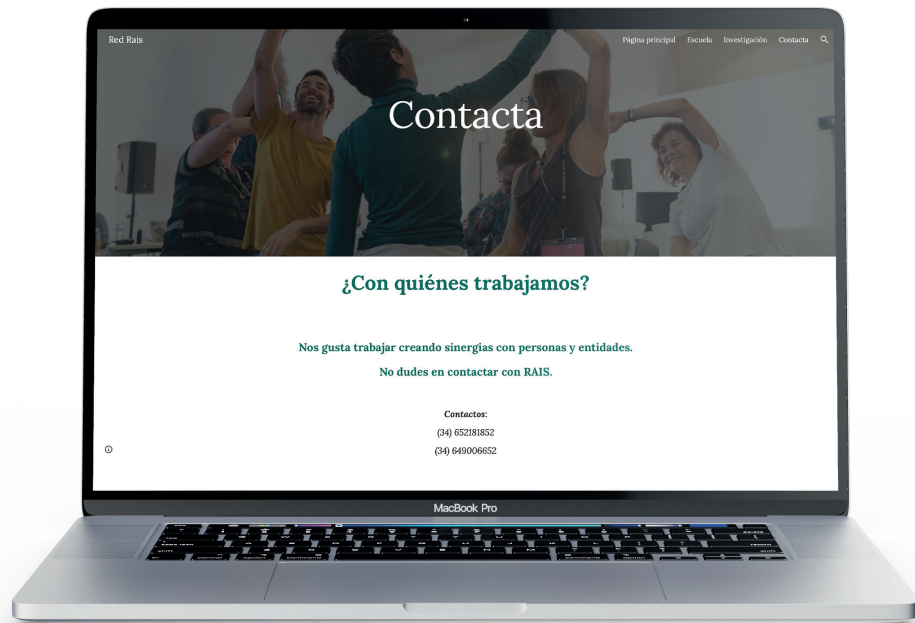 Red Rais
Página principal Escuela Investigación Contacta
Contacta
¿Con quiénes trabajamos?
Nos gusta trabajar creando sinergias con personas y entidades.
No dudes en contactar con RAIS.
Contactos:
(34) 652181852
(34) 649006652
MacBook Pro